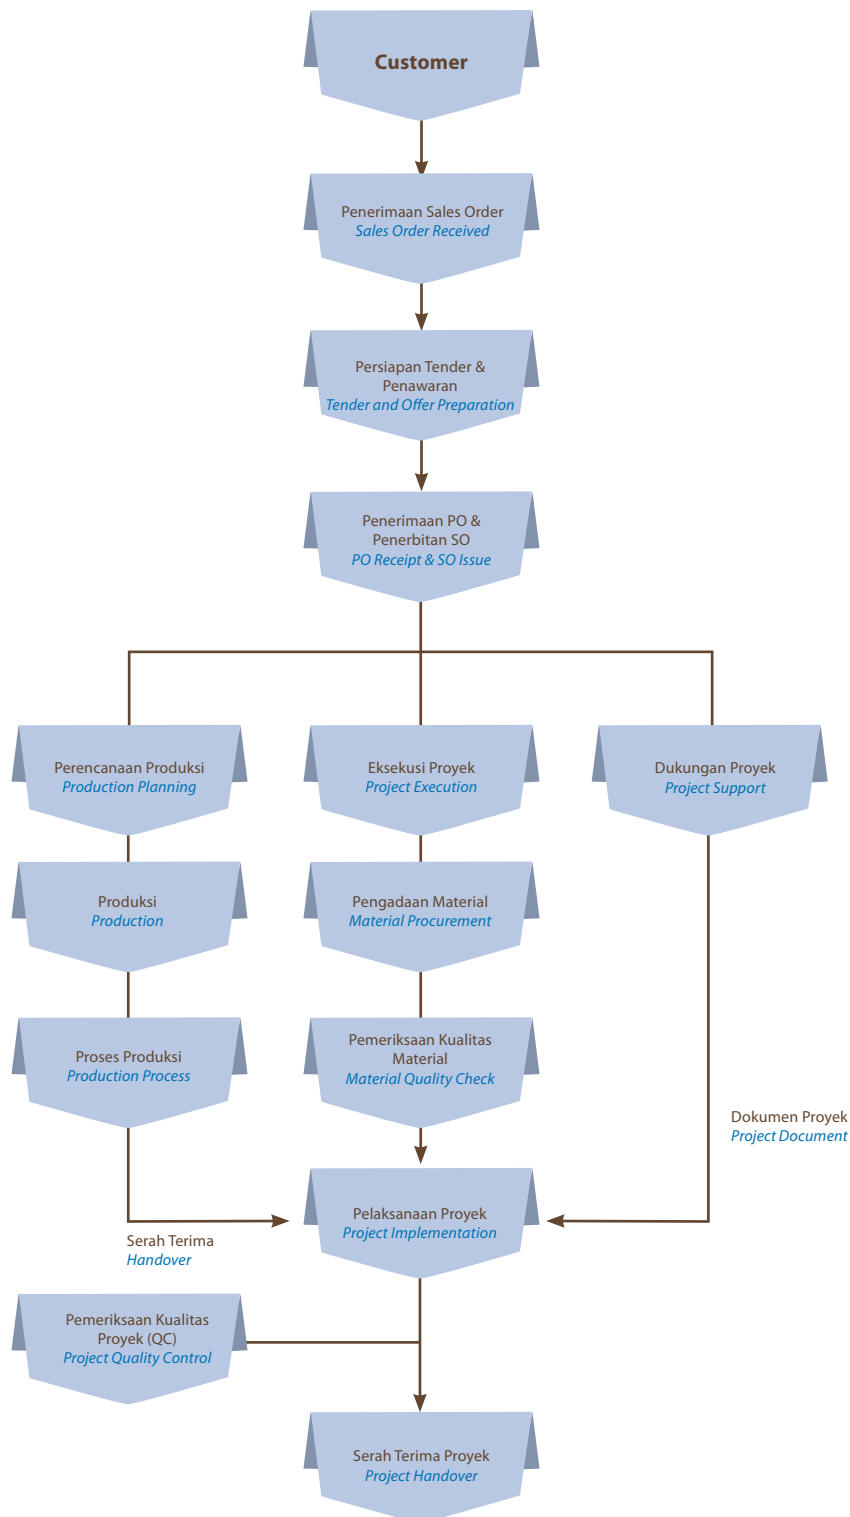 Customer
Penerimaan Sales Order
Sales Order Received
Persiapan Tender &
Penawaran
Tender and Offer Preparation
Penerimaan PO &
Penerbitan SO
PO Receipt & SO Issue
Perencanaan Produksi
Production Planning
Eksekusi Proyek
Project Execution
Dukungan Proyek
Project Support
Produksi
Production
Pengadaan Material
Material Procurement
Proses Produksi
Production Process
Pemeriksaan Kualitas
Material
Material Quality Check
Dokumen Proyek
Project Document
Pelaksanaan Proyek
Project Implementation
Serah Terima
Handover
Pemeriksaan Kualitas
Proyek (QC)
Project Quality Control
Serah Terima Proyek
Project Handover